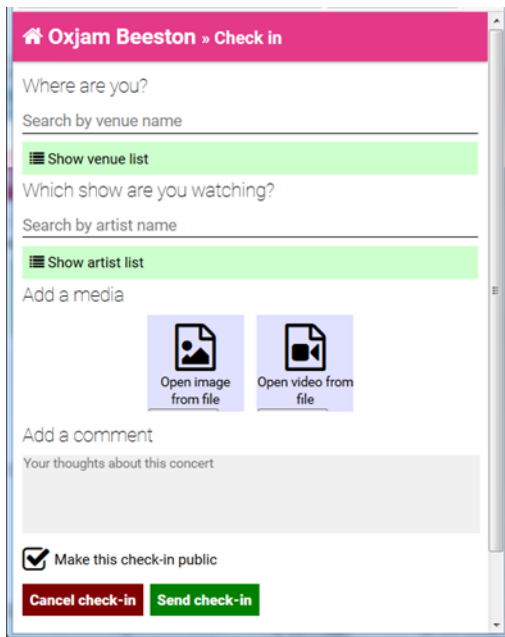 Oxjam Beeston » Check in
Where are you?
Search by venue name
Show venue list
Which show are you watching?
Search by artist name
Show artist list
Add a media
Open image from file
Open video from file
Add a comment
Your thoughts about this concert
Make this check-in public
Cancel check-in Send check-in